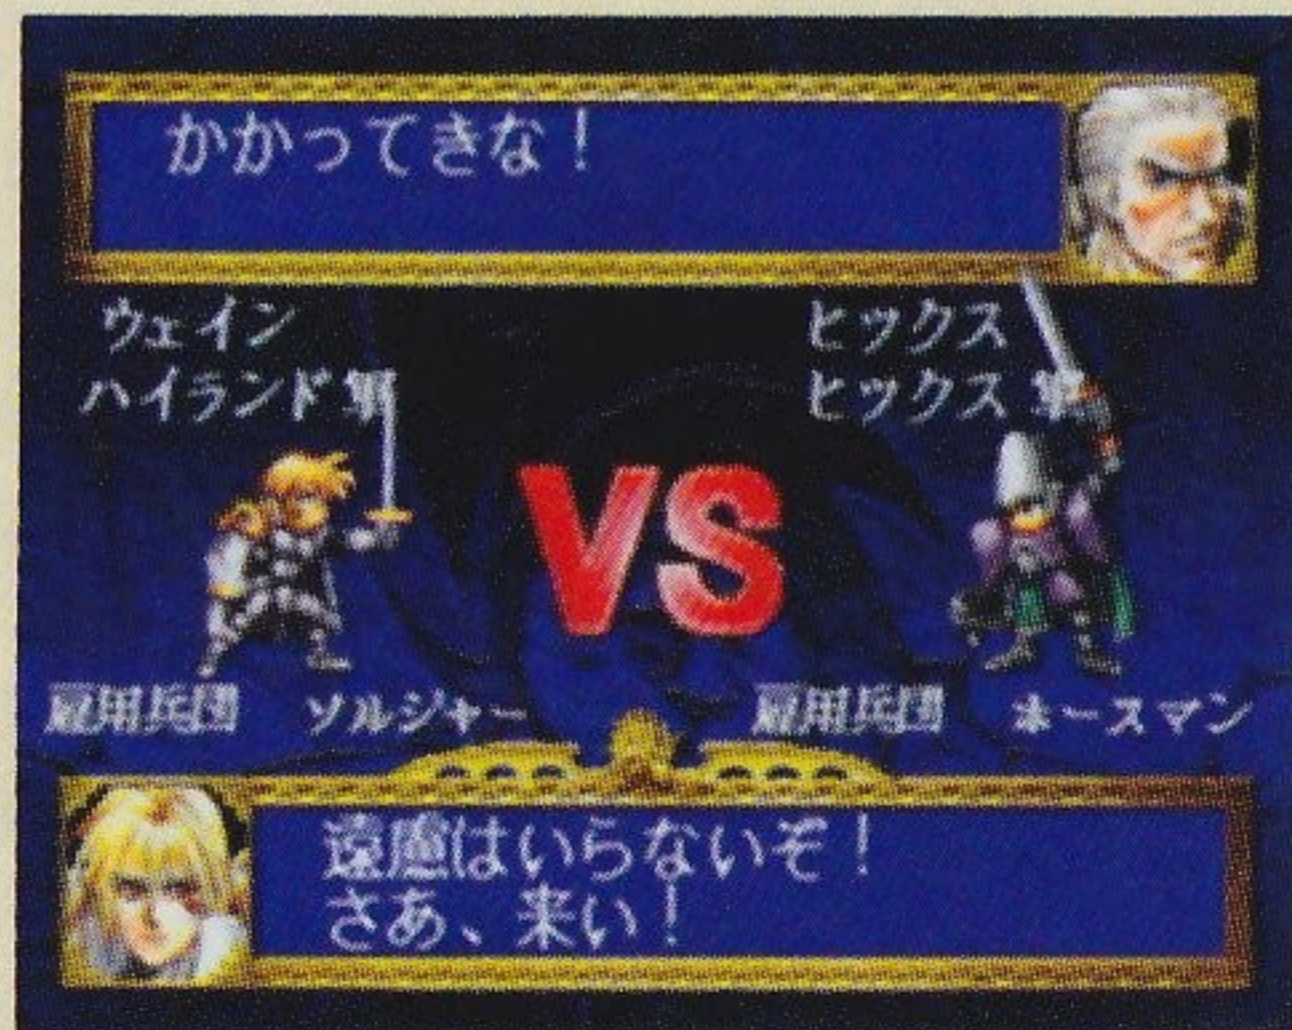 かかってきな！
ウェイン
ハイランド軍
ヒックス
ヒックス軍
VS
雇用兵団 ソルジャー
雇用兵団 ホースマン
遠慮はいらないぞ！
さあ、来い！